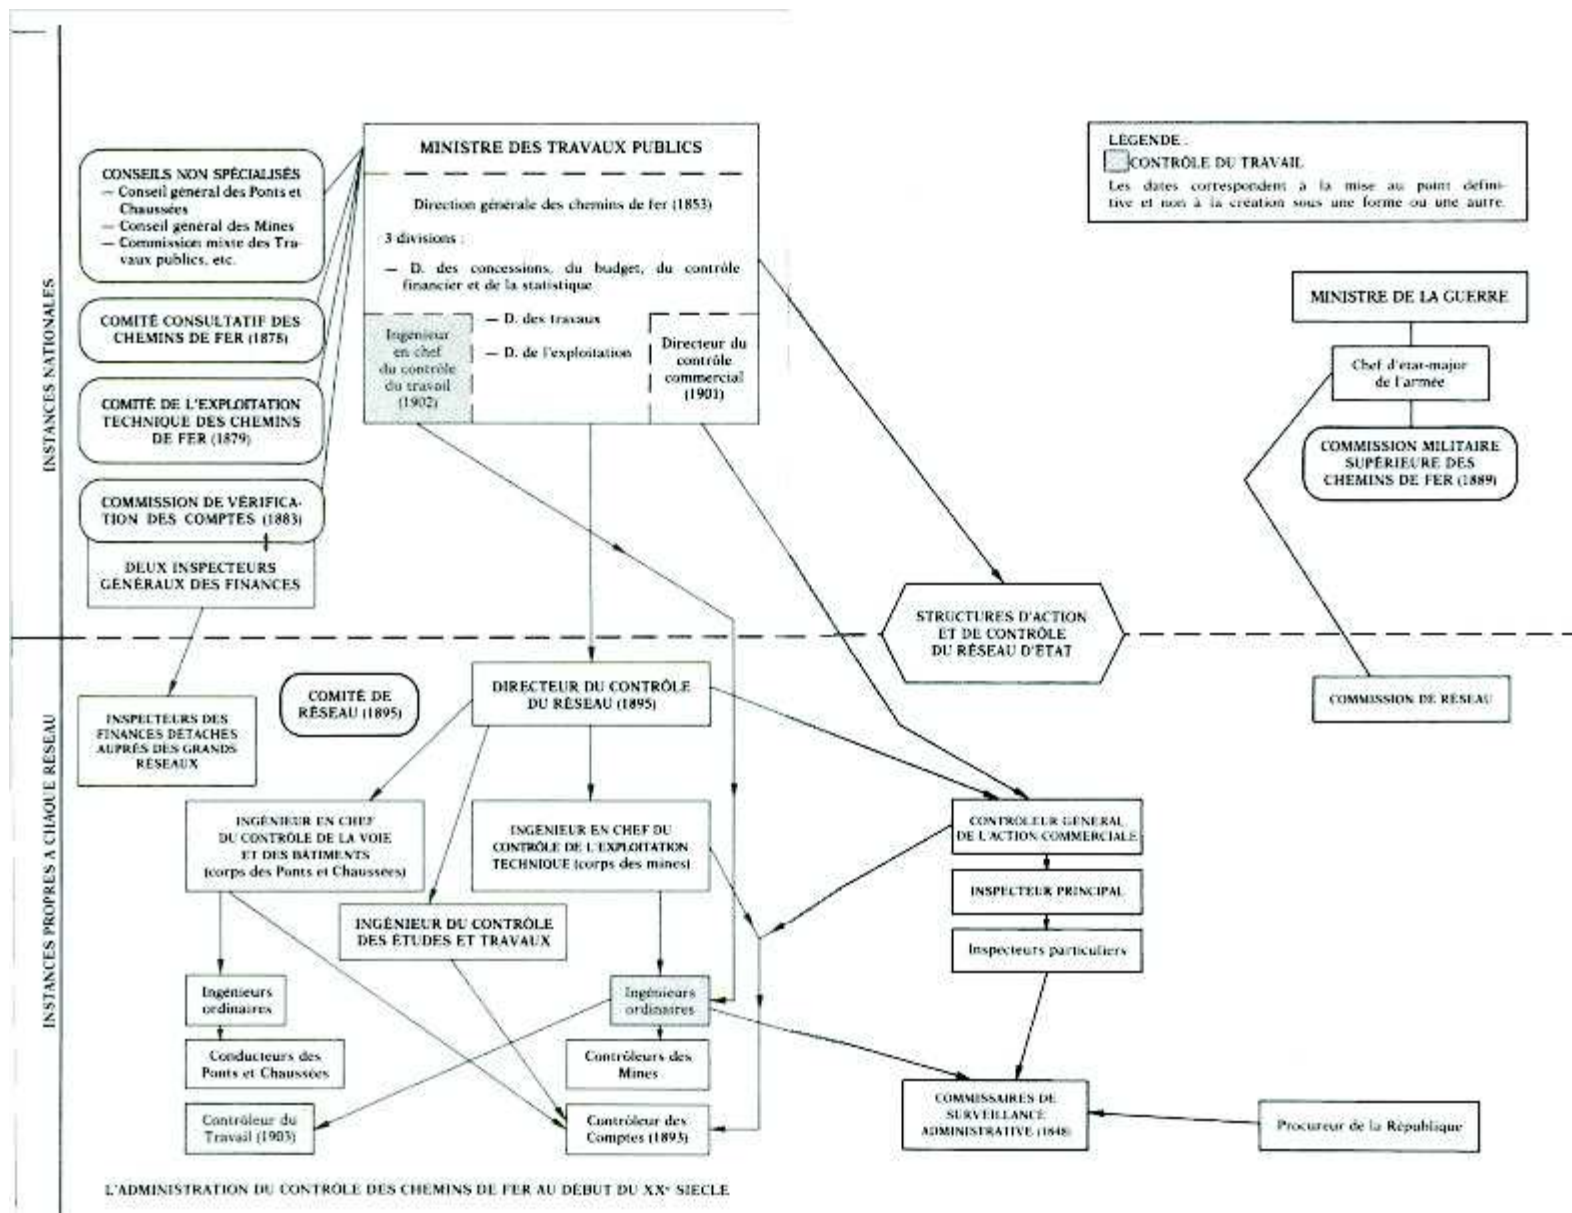 INSTANCES NATIONALES
CONSEILS NON SPÉCIALISÉS
— Conseil général des Ponts et
Chaussées
— Conseil général des Mines
— Commission mixte des Tra-
vaux publics, etc.
COMITÉ CONSULTATIF DES
CHEMINS DE FER (1878)
COMITÉ DE L'EXPLOITATION
TECHNIQUE DES CHEMINS
DE FER (1879)
COMMISSION DE VÉRIFICA-
TION DES COMPTES (1883)
DEUX INSPECTEURS
GÉNÉRAUX DES FINANCES
MINISTRE DES TRAVAUX PUBLICS
Direction générale des chemins de fer (1853)
3 divisions :
— D. des concessions, du budget, du contrôle
financier et de la statistique
— D. des travaux
— D. de l'exploitation
Ingénieur
en chef
du contrôle
du travail
(1902)
Directeur du
contrôle
commercial
(1901)
LÉGENDE :
CONTRÔLE DU TRAVAIL
Les dates correspondent à la mise au point défini-
tive et non à la création sous une forme ou une autre.
MINISTRE DE LA GUERRE
Chef d'état-major
de l'armée
COMMISSION MILITAIRE
SUPÉRIEURE DES
CHEMINS DE FER (1889)
STRUCTURES D'ACTION
ET DE CONTRÔLE
DU RÉSEAU D'ÉTAT
INSTANCES PROPRES A CHAQUE RÉSEAU
INSPECTEURS DES
FINANCES DÉTACHÉS
AUPRÈS DES GRANDS
RÉSEAUX
COMITÉ DE
RÉSEAU (1895)
DIRECTEUR DU CONTRÔLE
DU RÉSEAU (1895)
COMMISSION DE RÉSEAU
INGÉNIEUR EN CHEF
DU CONTRÔLE DE LA VOIE
ET DES BÂTIMENTS
(corps des Ponts et Chaussées)
INGÉNIEUR EN CHEF DU
CONTRÔLE DE L'EXPLOITATION
TECHNIQUE (corps des mines)
CONTRÔLEUR GÉNÉRAL
DE L'ACTION COMMERCIALE
INSPECTEUR PRINCIPAL
INGÉNIEUR DU CONTRÔLE
DES ÉTUDES ET TRAVAUX
Inspecteurs particuliers
Ingénieurs
ordinaires
Ingénieurs
ordinaires
Conducteurs des
Ponts et Chaussées
Contrôleurs des
Mines
Contrôleur du
Travail (1903)
Contrôleur des
Comptes (1893)
COMMISSAIRES DE
SURVEILLANCE
ADMINISTRATIVE (1848)
Procureur de la République
L'ADMINISTRATION DU CONTRÔLE DES CHEMINS DE FER AU DÉBUT DU XXe SIECLE